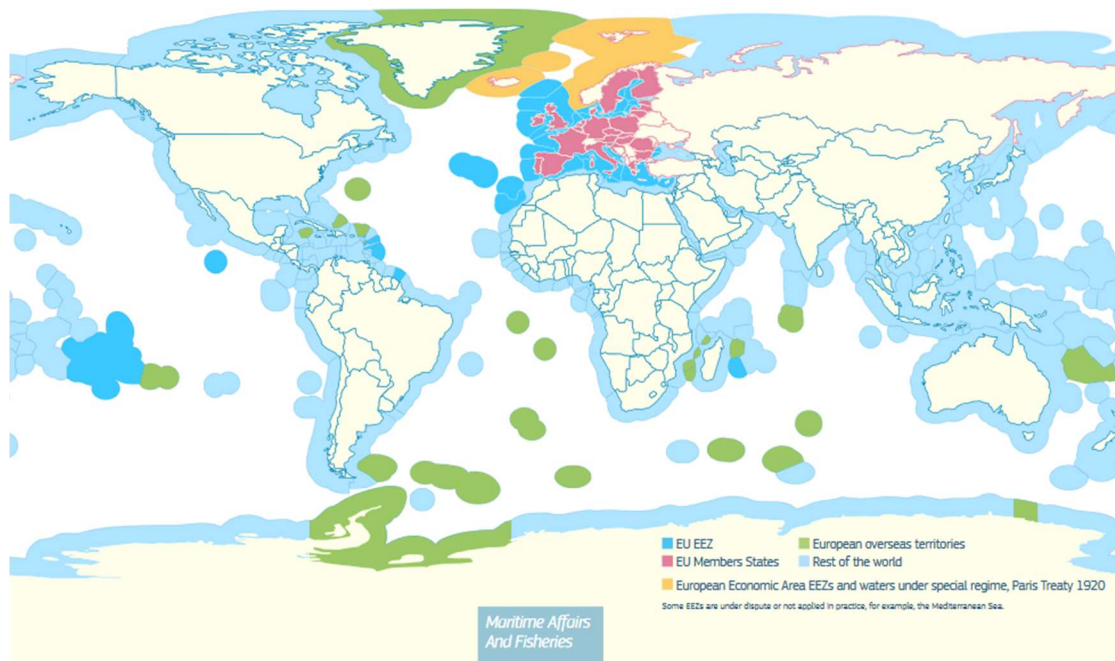 EU EEZ
European overseas territories
EU Members States
Rest of the world
European Economic Area EEZs and waters under special regime, Paris Treaty 1920
Some EEZs are under dispute or not applied in practice, for example, the Mediterranean Sea.
Maritime Affairs
And Fisheries